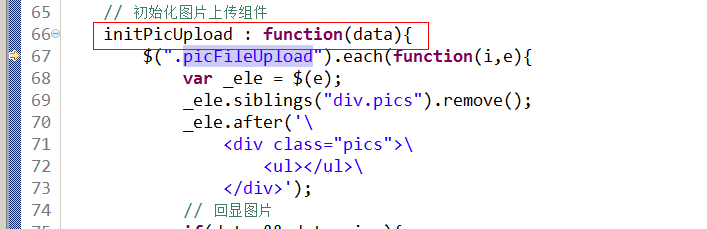 65 // 初始化图片上传组件
66 initPicUpload : function(data){
67 $(".picFileUpload").each(function(i,e){
68 var _ele = $(e);
69 _ele.siblings("div.pics").remove();
70 _ele.after('\
71 <div class="pics">\
72 <ul></ul>\
73 </div>');
74 // 回显图片